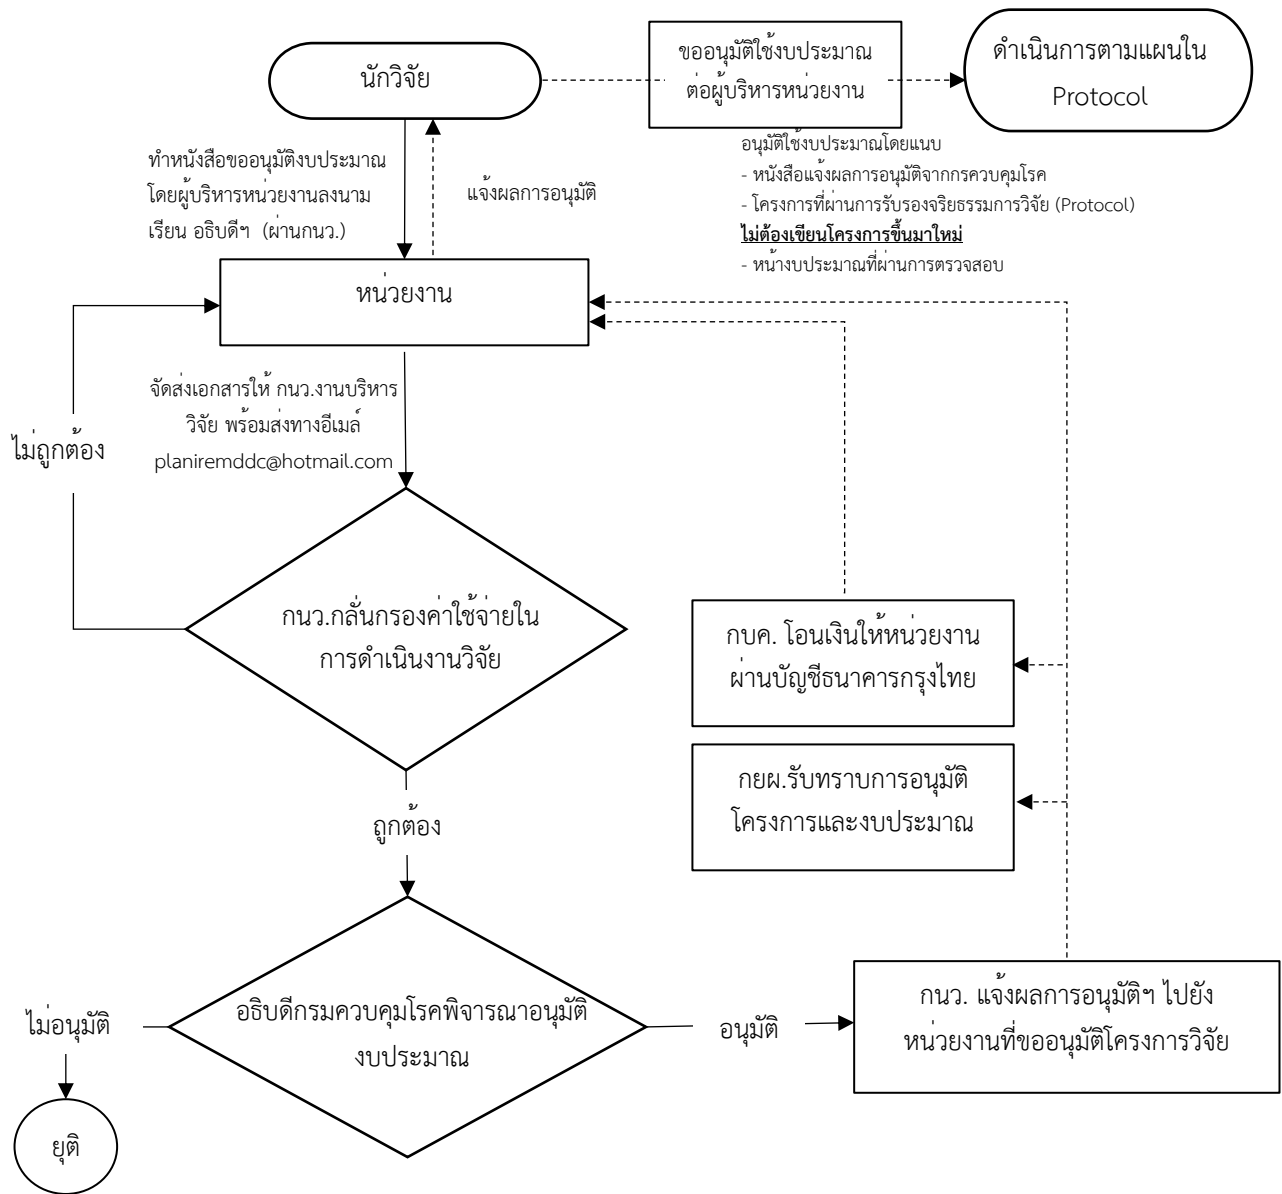 นักวิจัย
ขออนุมัติใช้งบประมาณ
ต่อผู้บริหารหน่วยงาน
ดำเนินการตามแผนใน
Protocol
อนุมัติใช้งบประมาณโดยแนบ
- หนังสือแจ้งผลการอนุมัติจากกรควบคุมโรค
- โครงการที่ผ่านการรับรองจริยธรรมการวิจัย (Protocol)
ไม่ต้องเขียนโครงการขึ้นมาใหม่
- หน้างบประมาณที่ผ่านการตรวจสอบ
ทำหนังสือขออนุมัติงบประมาณ
โดยผู้บริหารหน่วยงานลงนาม
เรียน อธิบดีฯ (ผ่านกนว.)
แจ้งผลการอนุมัติ
หน่วยงาน
จัดส่งเอกสารให้ กนว.งานบริหาร
วิจัย พร้อมส่งทางอีเมล์
planiremddc@hotmail.com
ไม่ถูกต้อง
กนว.กลั่นกรองค่าใช้จ่ายใน
การดำเนินงานวิจัย
กบค. โอนเงินให้หน่วยงาน
ผ่านบัญชีธนาคารกรุงไทย
กยผ.รับทราบการอนุมัติ
โครงการและงบประมาณ
ถูกต้อง
อธิบดีกรมควบคุมโรคพิจารณาอนุมัติ
งบประมาณ
ไม่อนุมัติ
อนุมัติ
กนว. แจ้งผลการอนุมัติฯ ไปยัง
หน่วยงานที่ขออนุมัติโครงการวิจัย
ยุติ